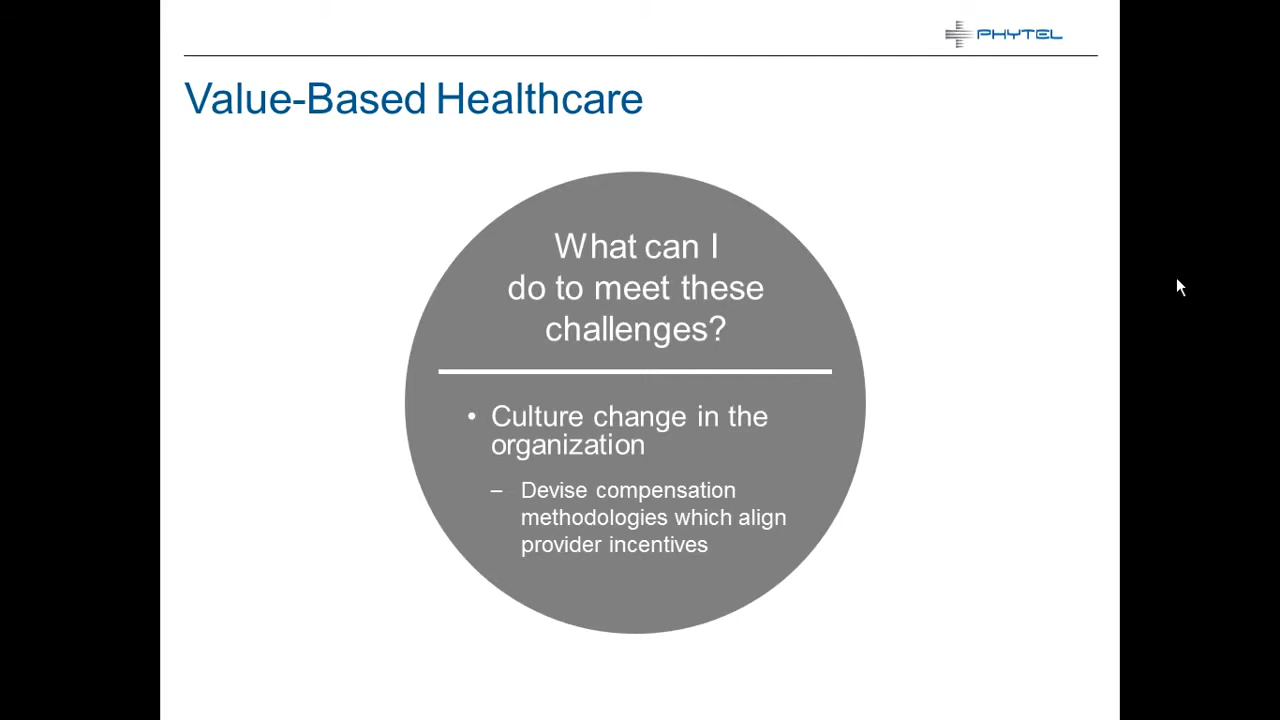 PHYTEL
Value-Based Healthcare
What can I
do to meet these
challenges?
• Culture change in the
organization
– Devise compensation
methodologies which align
provider incentives